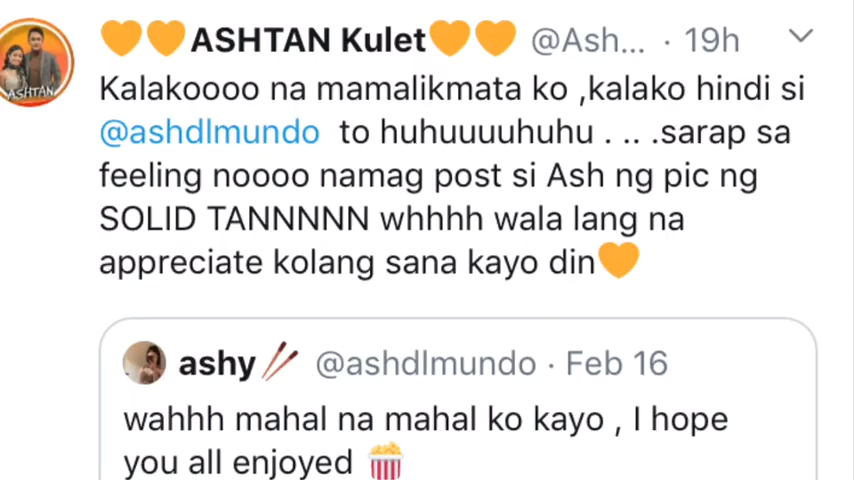 🧡🧡ASHTAN Kulet🧡🧡 @Ash... · 19h
Kalakoooo na mamalikmata ko ,kalako hindi si
@ashdlmundo to huhuuuuhuhu . .. .sarap sa
feeling noooo namag post si Ash ng pic ng
SOLID TANNNNN whhhh wala lang na
appreciate kolang sana kayo din🧡
ASHTAN
ashy🥢 @ashdlmundo · Feb 16
wahhh mahal na mahal ko kayo , I hope
you all enjoyed 🍿